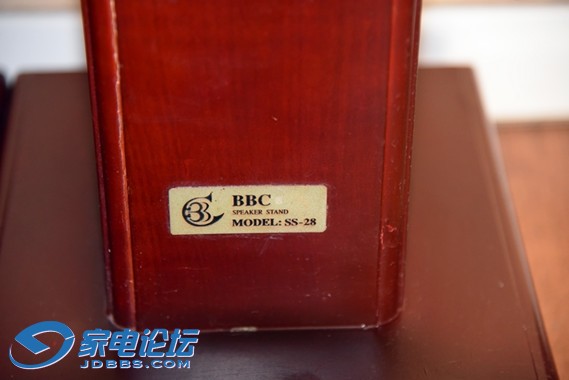 BBC
SPEAKER STAND
MODEL: SS-28
家电论坛
JDBBS.COM